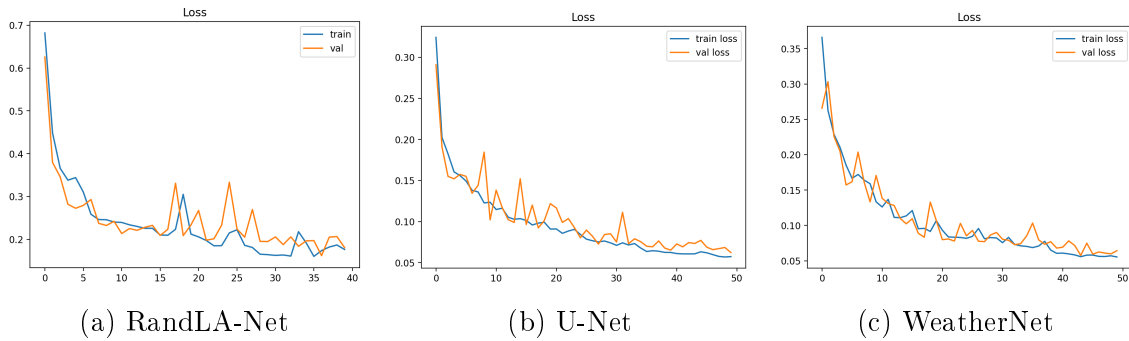 Loss
train
val
0.7
0.6
0.5
0.4
0.3
0.2
0 5 10 15 20 25 30 35 40
(a) RandLA-Net
Loss
train loss
val loss
0.30
0.25
0.20
0.15
0.10
0.05
0 10 20 30 40 50
(b) U-Net
Loss
train loss
val loss
0.35
0.30
0.25
0.20
0.15
0.10
0.05
0 10 20 30 40 50
(c) WeatherNet